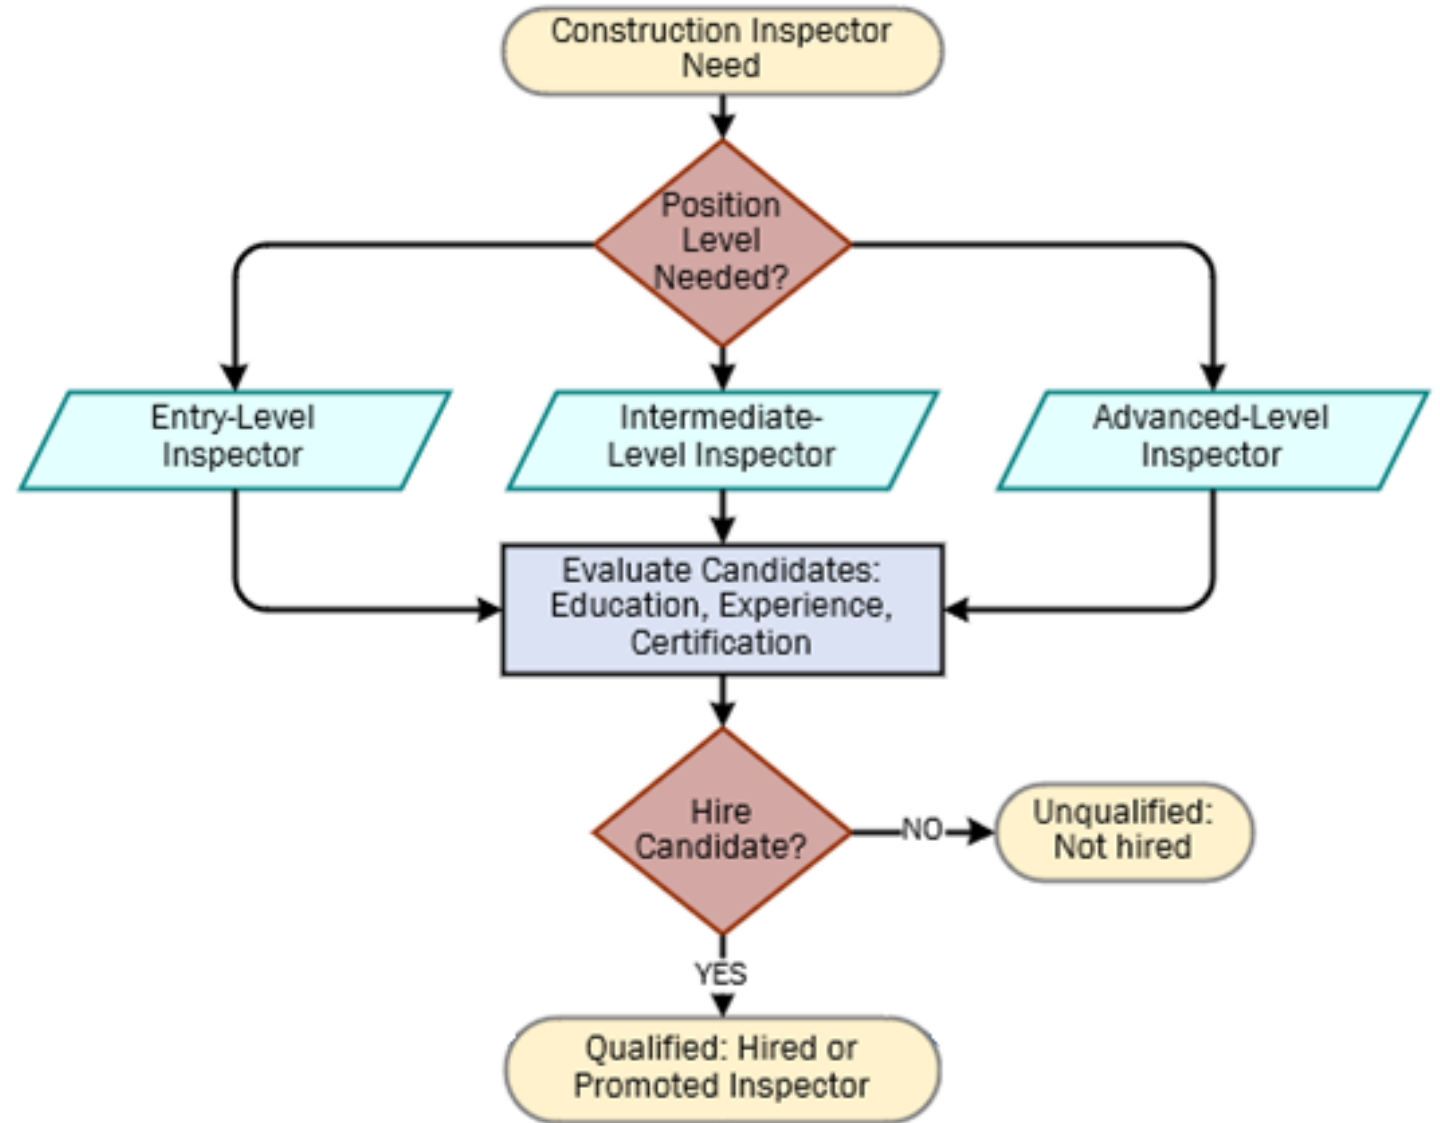 Construction Inspector
Need
Position
Level
Needed?
Entry-Level
Inspector
Intermediate-
Level Inspector
Advanced-Level
Inspector
Evaluate Candidates:
Education, Experience,
Certification
Hire
Candidate?
NO
Unqualified:
Not hired
YES
Qualified: Hired or
Promoted Inspector